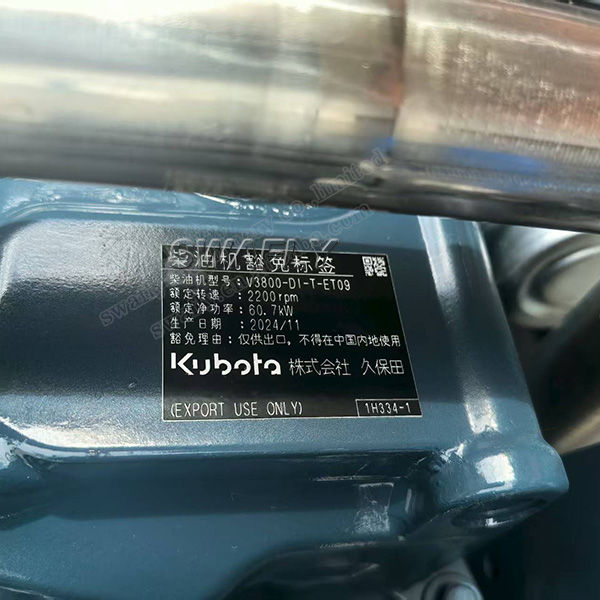 柴油机豁免标签
柴油机型号：V3800-DI-T-ET09
额定转速：2200rpm
额定净功率：60.7kW
生产日期：2024/11
豁免理由：仅供出口，不得在中国内地使用
Kubota 株式会社 久保田
(EXPORT USE ONLY)
1H334-1
SWAFLY